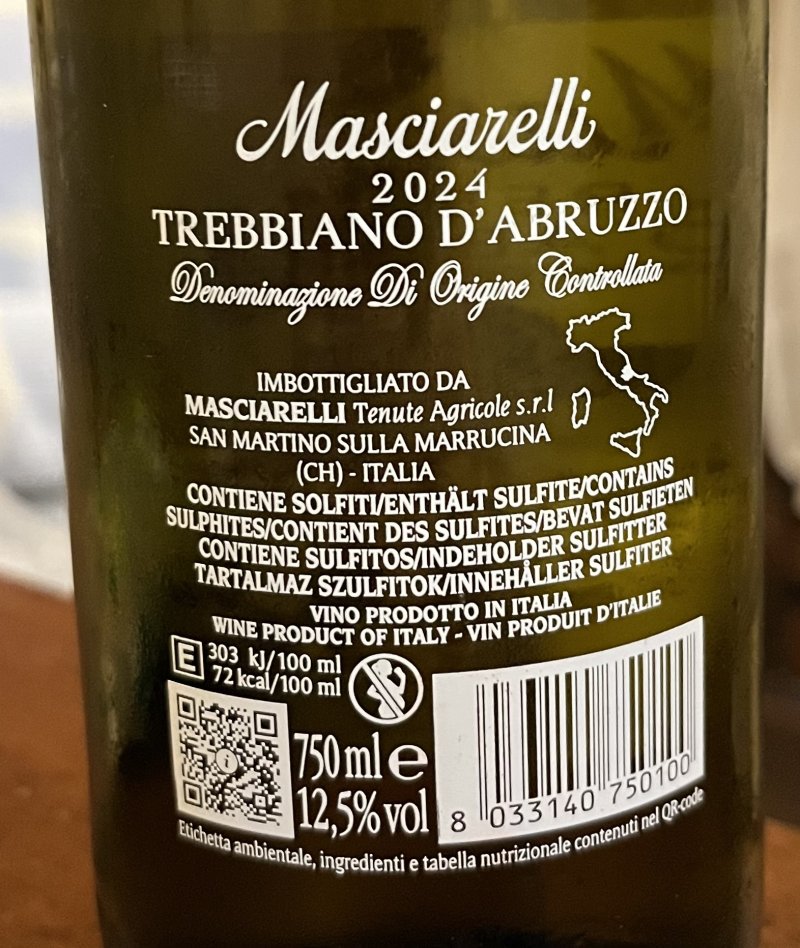 Masciarelli
2024
TREBBIANO D'ABRUZZO
Denominazione Di Origine Controllata
IMBOTTIGLIATO DA
MASCIARELLI Tenute Agricole s.r.l
SAN MARTINO SULLA MARRUCINA
(CH) - ITALIA
CONTIENE SOLFITI/ENTHÄLT SULFITE/CONTAINS
SULPHITES/CONTIENT DES SULFITES/BEVAT SULFIETEN
CONTIENE SULFITOS/INDEHOLDER SULFITTER
TARTALMAZ SZULFITOK/INNEHÅLLER SULFITER
VINO PRODOTTO IN ITALIA
WINE PRODUCT OF ITALY - VIN PRODUIT D'ITALIE
E 303 kJ/100 ml
72 kcal/100 ml
i
750 ml e
12,5% vol
8 033140 750100
Etichetta ambientale, ingredienti e tabella nutrizionale contenuti nel QR-code